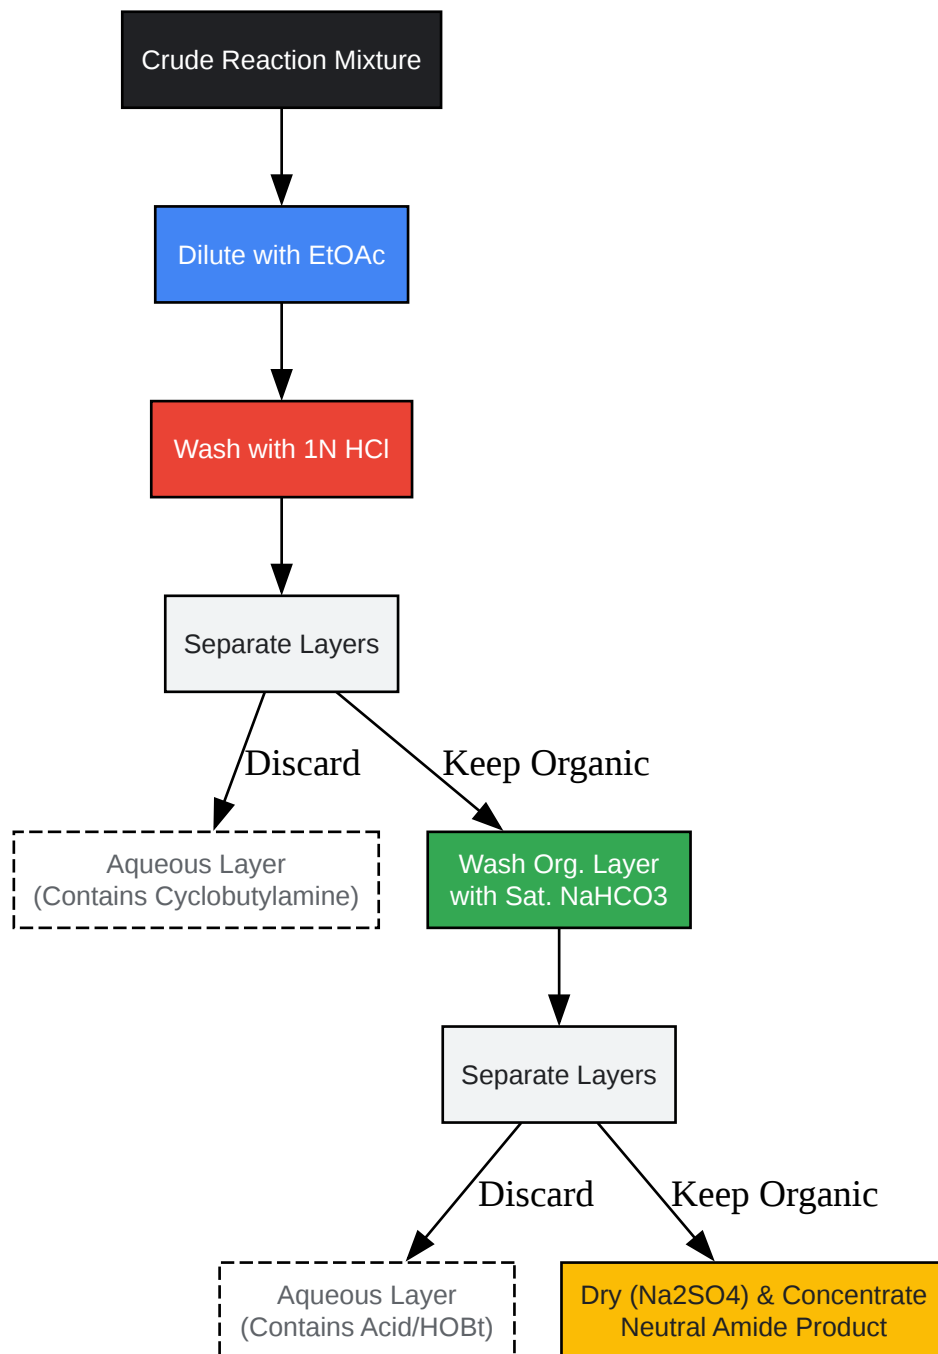 Crude Reaction Mixture
Dilute with EtOAc
Wash with 1N HCl
Separate Layers
Discard
Keep Organic
Aqueous Layer
(Contains Cyclobutylamine)
Wash Org. Layer
with Sat. NaHCO3
Separate Layers
Discard
Keep Organic
Aqueous Layer
(Contains Acid/HOBt)
Dry (Na2SO4) & Concentrate
Neutral Amide Product